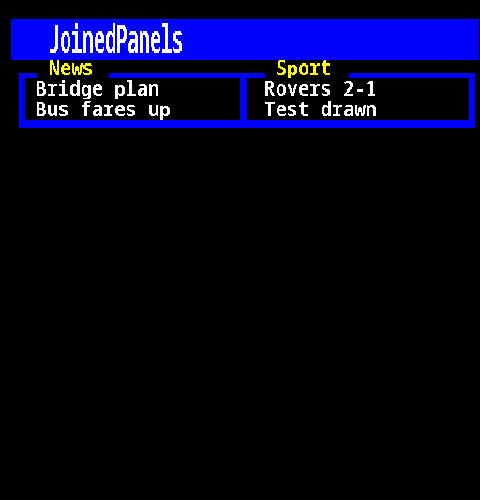 JoinedPanels
News
Bridge plan
Bus fares up
Sport
Rovers 2-1
Test drawn